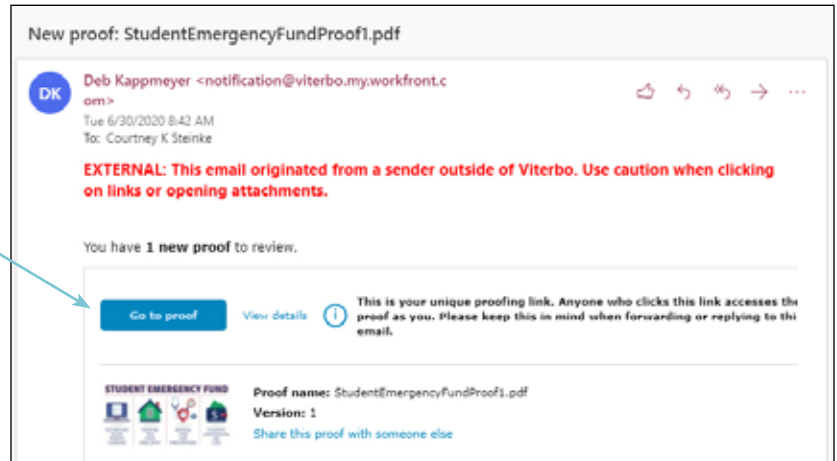 New proof: StudentEmergencyFundProof1.pdf
DK
Deb Kappmeyer <notification@viterbo.my.workfront.c
om>
Tue 6/30/2020 8:42 AM
To: Courtney K Steinke
EXTERNAL: This email originated from a sender outside of Viterbo. Use caution when clicking
on links or opening attachments.
You have 1 new proof to review.
Go to proof
View details
This is your unique proofing link. Anyone who clicks this link accesses the
proof as you. Please keep this in mind when forwarding or replying to thi
email.
STUDENT EMERGENCY FUND
Proof name: StudentEmergencyFundProof1.pdf
Version: 1
Share this proof with someone else